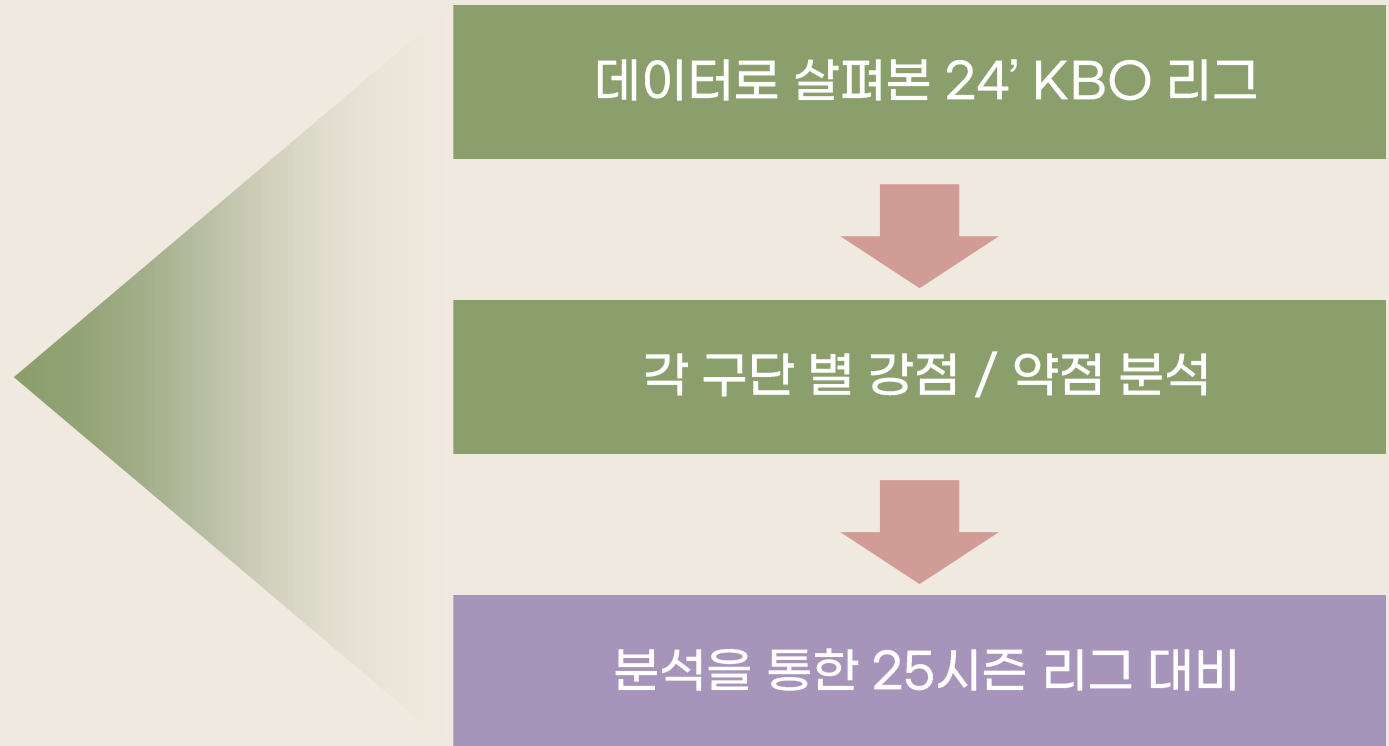 데이터로 살펴본 24’ KBO 리그
각 구단 별 강점 / 약점 분석
분석을 통한 25시즌 리그 대비